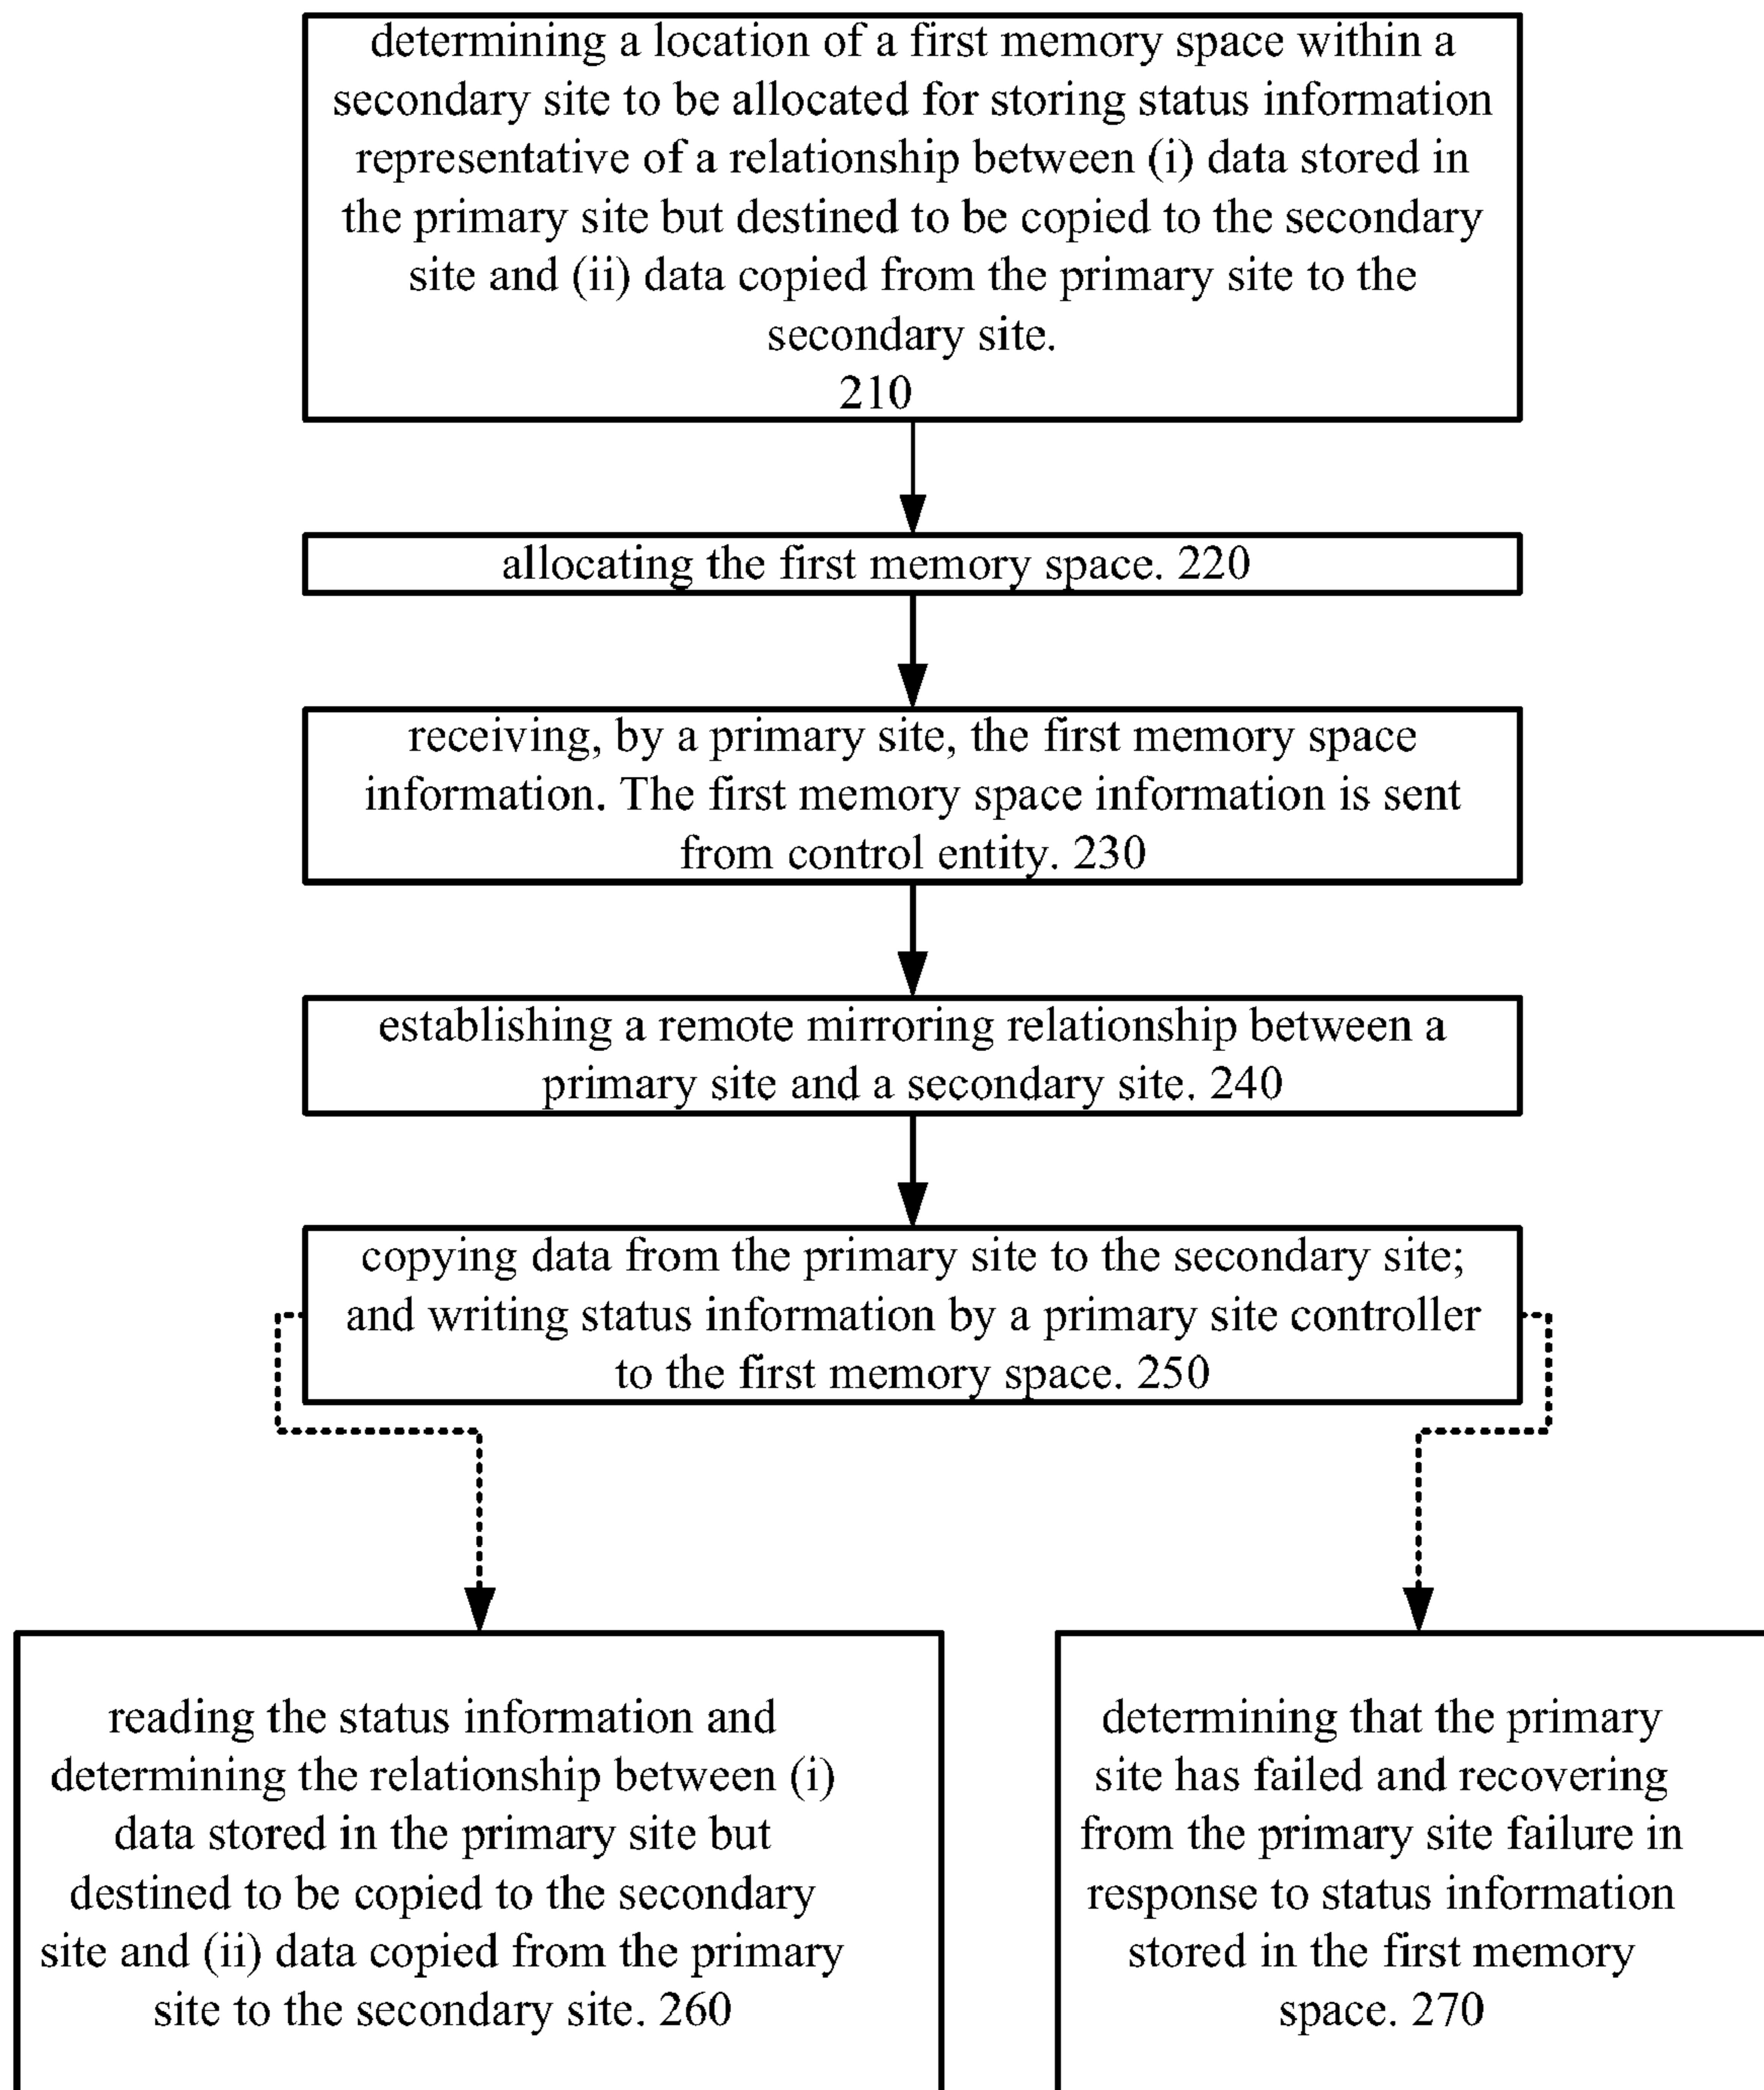 determining a location of a first memory space within a
secondary site to be allocated for storing status information
representative of a relationship between (i) data stored in
the primary site but destined to be copied to the secondary
site and (ii) data copied from the primary site to the
secondary site.
210
allocating the first memory space. 220
receiving, by a primary site, the first memory space
information. The first memory space information is sent
from control entity. 230
establishing a remote mirroring relationship between a
primary site and a secondary site. 240
copying data from the primary site to the secondary site;
and writing status information by a primary site controller
to the first memory space. 250
reading the status information and
determining the relationship between (i)
data stored in the primary site but
destined to be copied to the secondary
site and (ii) data copied from the primary
site to the secondary site. 260
determining that the primary
site has failed and recovering
from the primary site failure in
response to status information
stored in the first memory
space. 270